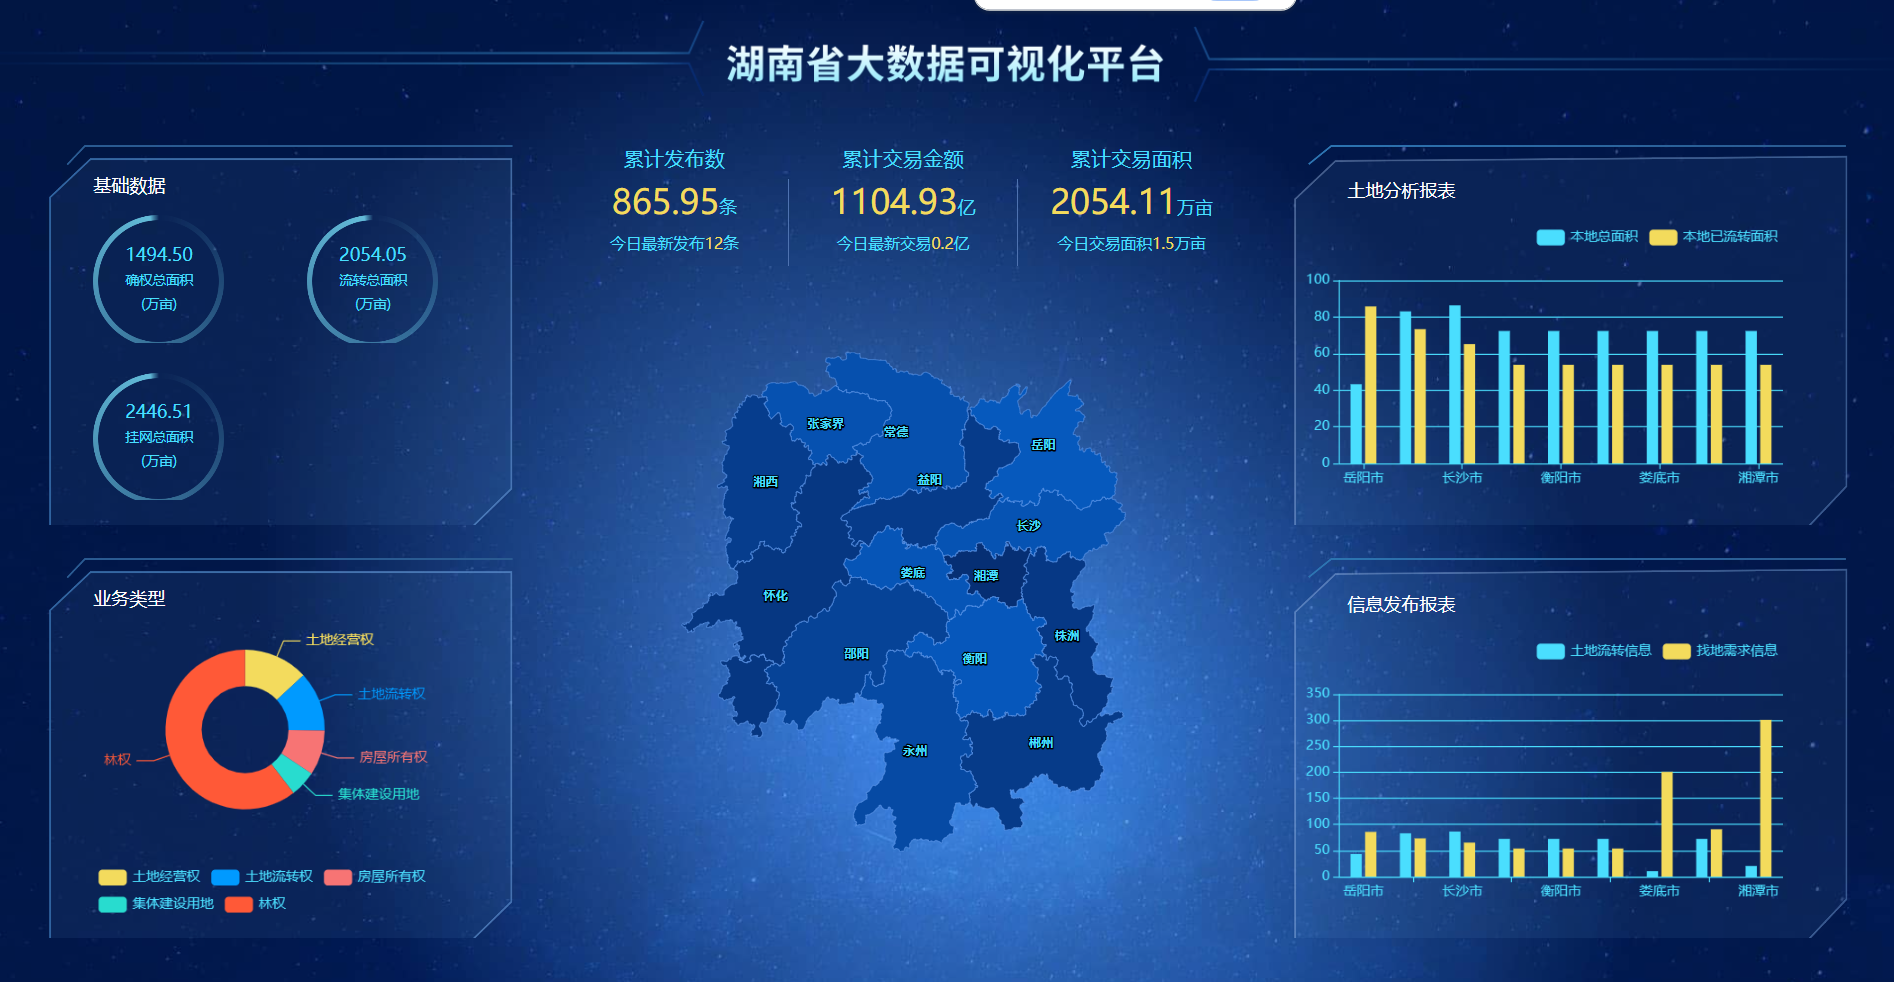 湖南省大数据可视化平台
基础数据
1494.50
确权总面积
(万亩)
2054.05
流转总面积
(万亩)
2446.51
挂网总面积
(万亩)
业务类型
土地经营权
土地流转权
房屋所有权
集体建设用地
林权
土地经营权 土地流转权 房屋所有权
集体建设用地 林权
累计发布数
865.95条
今日最新发布12条
累计交易金额
1104.93亿
今日最新交易0.2亿
累计交易面积
2054.11万亩
今日交易面积1.5万亩
张家界
常德
岳阳
湘西
益阳
长沙
娄底
湘潭
怀化
株洲
邵阳
衡阳
永州
郴州
土地分析报表
本地总面积 本地已流转面积
100
80
60
40
20
0
岳阳市 长沙市 衡阳市 娄底市 湘潭市
信息发布报表
土地流转信息 找地需求信息
350
300
250
200
150
100
50
0
岳阳市 长沙市 衡阳市 娄底市 湘潭市